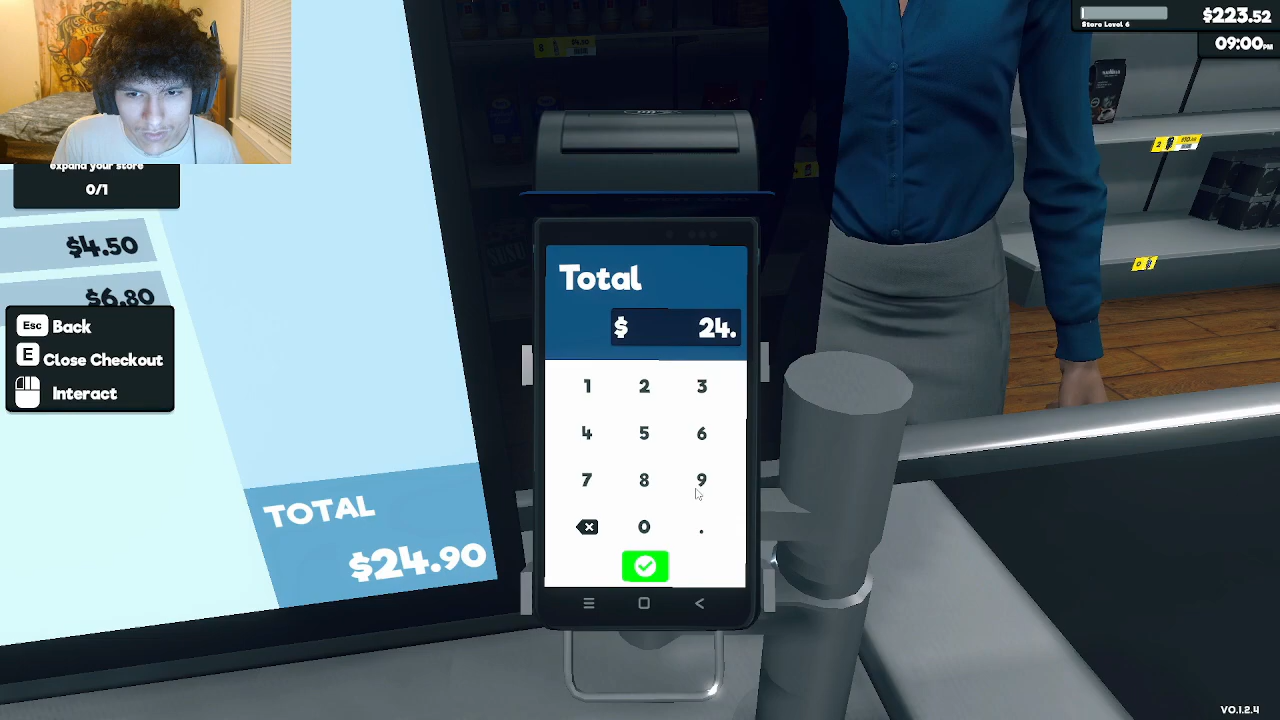 Store Level 6
$223.52
09:00PM
expand your store
0/1
$4.50
$6.80
Esc Back
E Close Checkout
Interact
TOTAL
$24.90
Total
$ 24.
1 2 3
4 5 6
7 8 9
0 .
V0.1.2.4